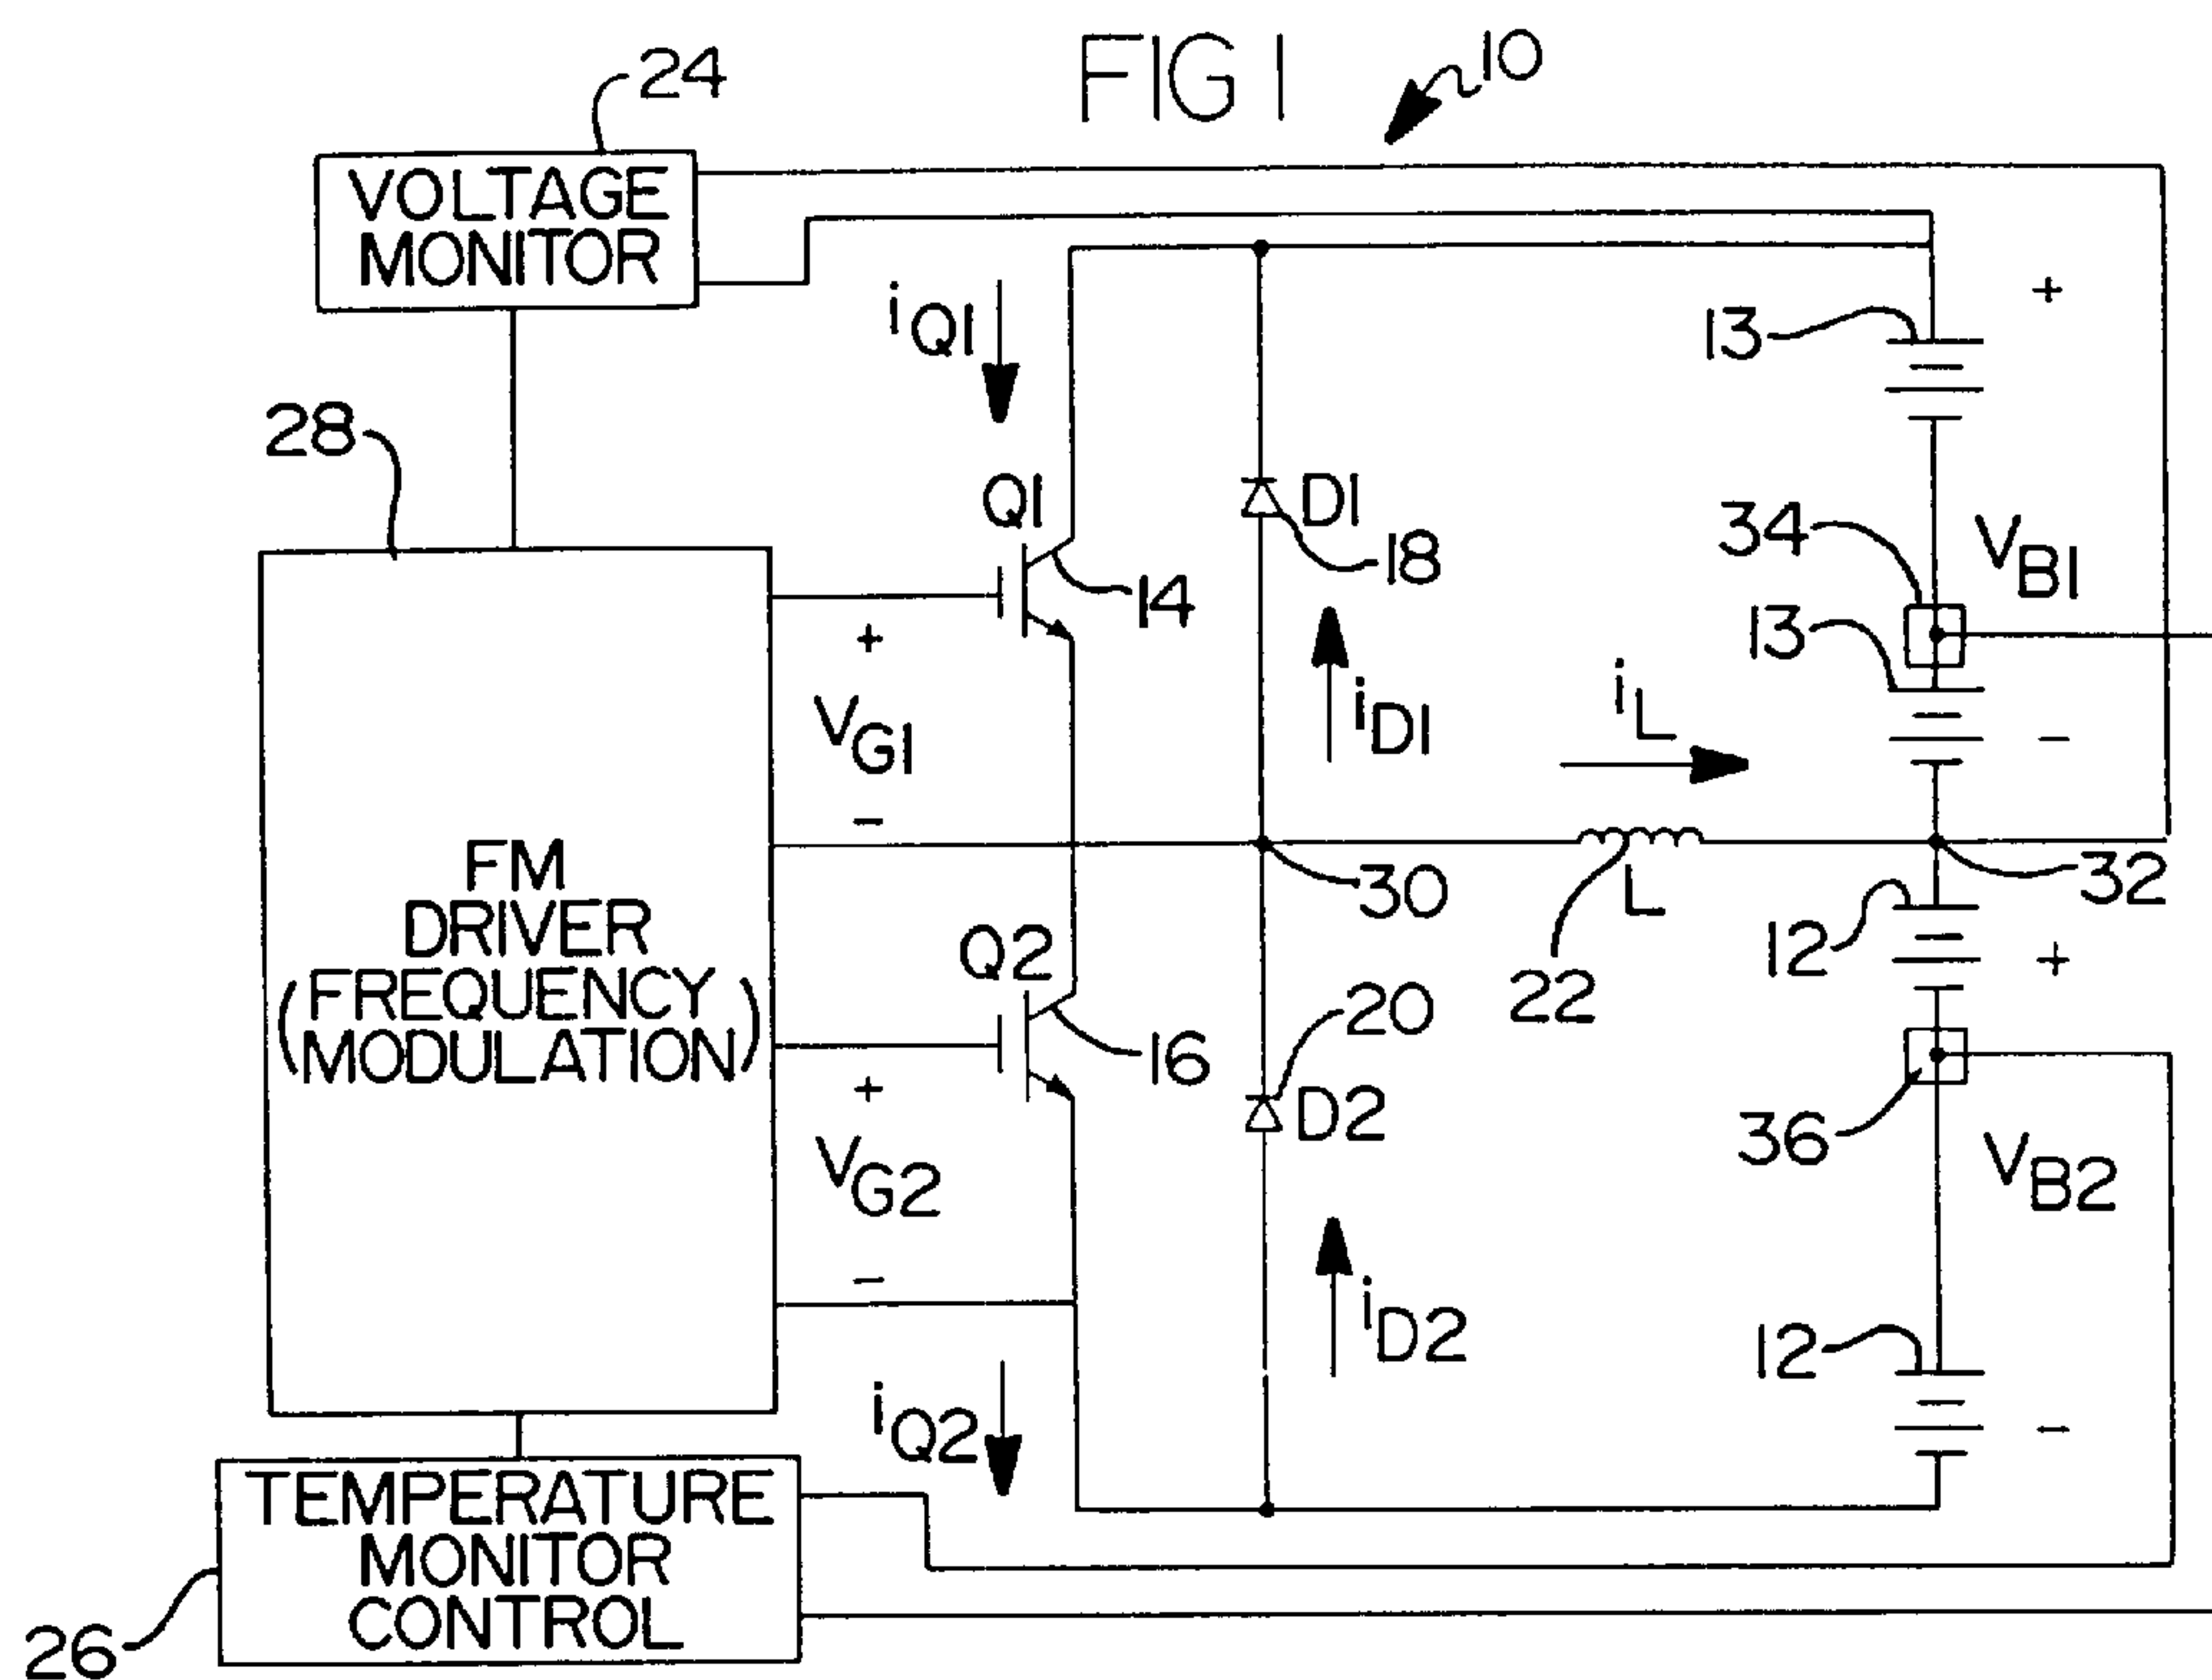 FIG 1
10
24
VOLTAGE
MONITOR
+
iQ1
13
28
Q1
D1
34
VB1
18
14
13
+
iL
iD1
VG1
-
-
FM
DRIVER
(FREQUENCY
MODULATION)
30
L
32
12
Q2
+
22
20
16
+
D2
36
VB2
VG2
-
iD2
12
iQ2
-
TEMPERATURE
MONITOR
CONTROL
26